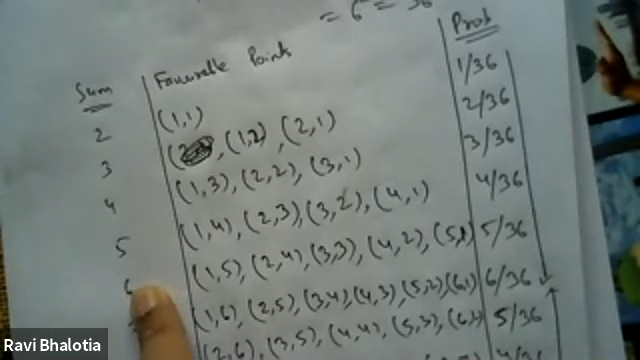 = 6 = 36
Sum Favourable Points Prob
2 (1,1) 1/36
3 (1,2), (2,1) 2/36
4 (1,3), (2,2), (3,1) 3/36
5 (1,4), (2,3), (3,2), (4,1) 4/36
6 (1,5), (2,4), (3,3), (4,2), (5,1) 5/36
(1,6), (2,5), (3,4), (4,3), (5,2), (6,1) 6/36
(2,6), (3,5), (4,4), (5,3), (6,2) 5/36
4/36
Ravi Bhalotia